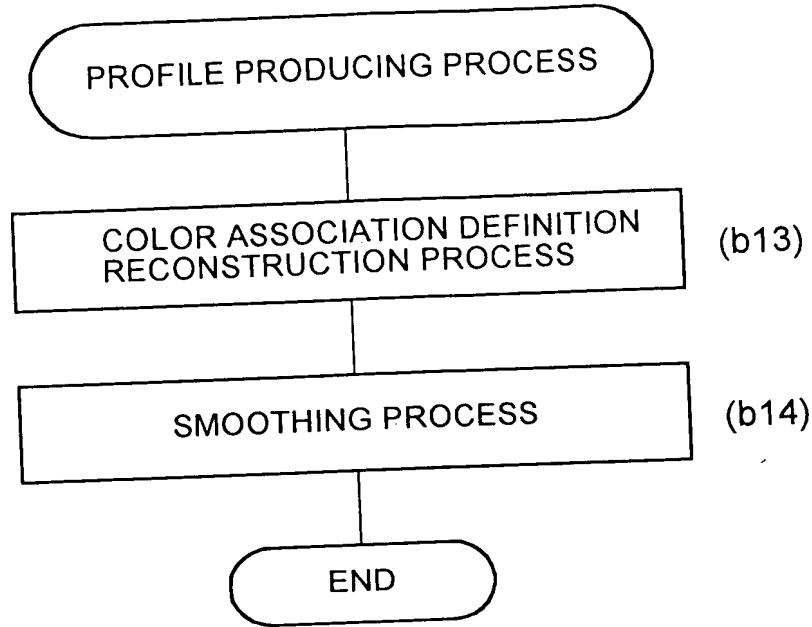 PROFILE PRODUCING PROCESS
COLOR ASSOCIATION DEFINITION
RECONSTRUCTION PROCESS
(b13)
SMOOTHING PROCESS
(b14)
END